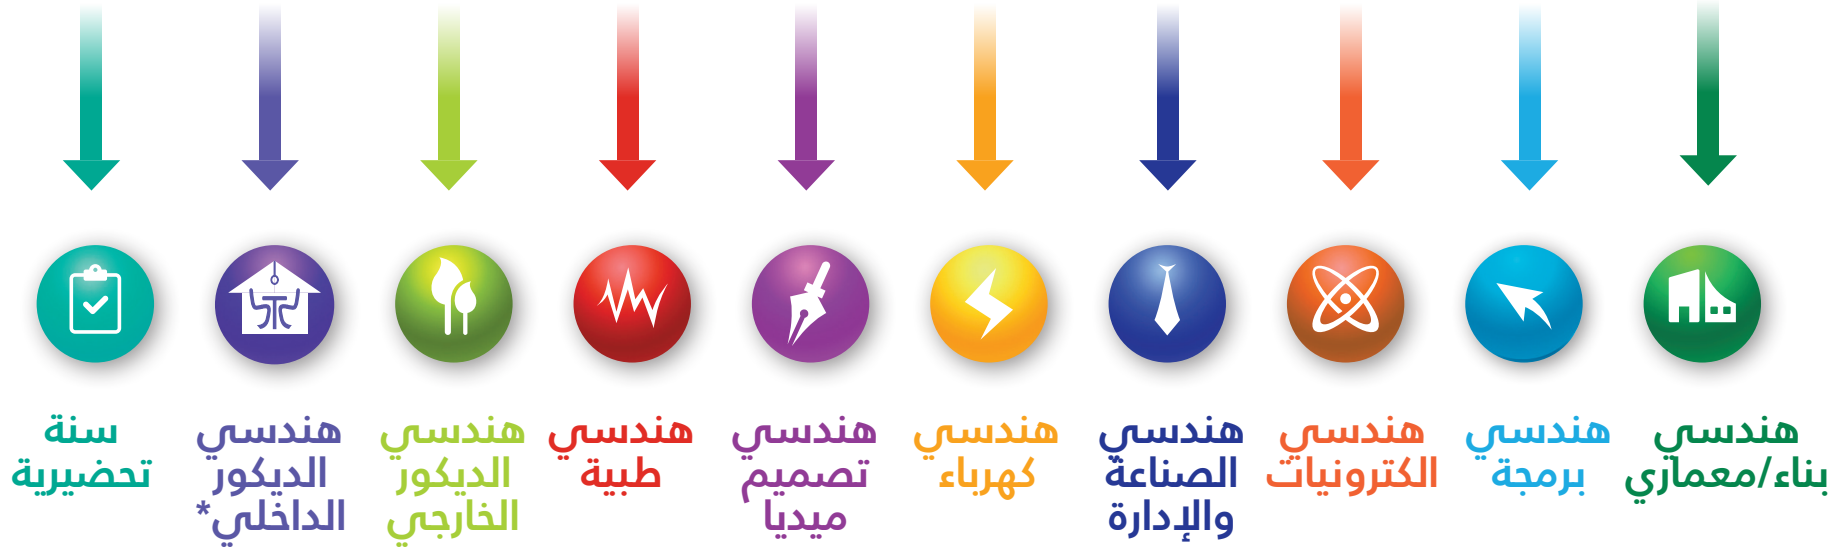 هندسي
بناء/معماري
هندسي
برمجة
هندسي
الكترونيات
هندسي
الصناعة
والإدارة
هندسي
كهرباء
هندسي
تصميم
ميديا
هندسي
طبية
هندسي
الديكور
الخارجي
هندسي
الديكور
الداخلي*
سنة
تحضيرية